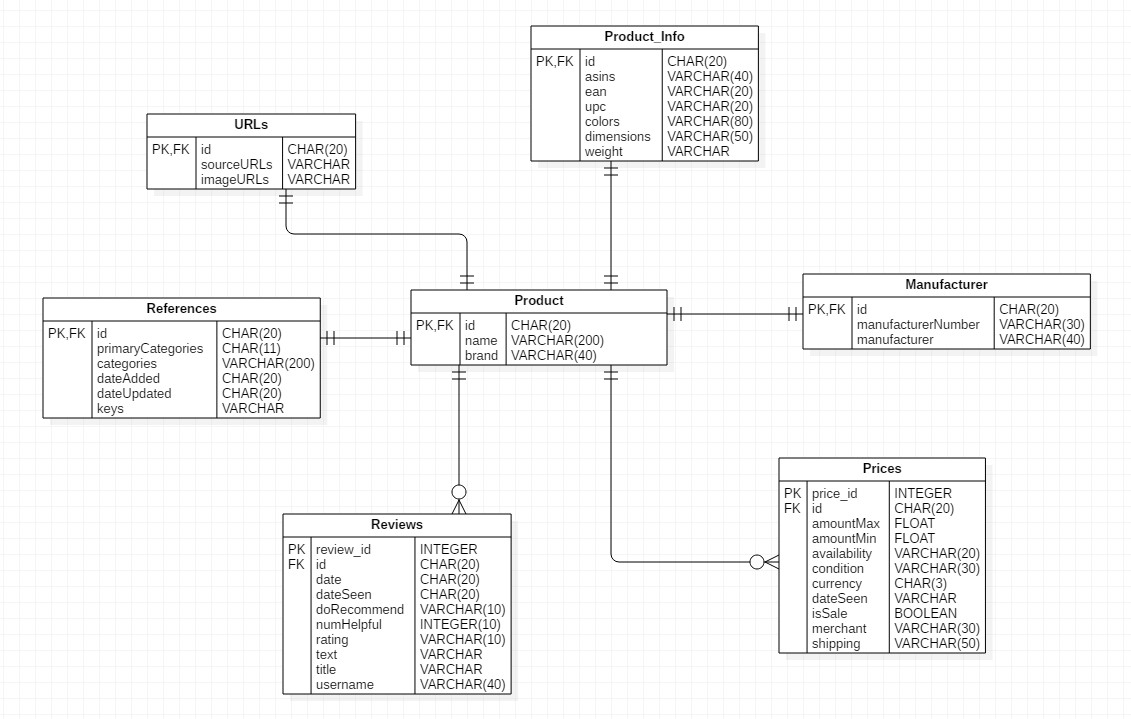 Product_Info
PK,FK id CHAR(20)
asins VARCHAR(40)
ean VARCHAR(20)
upc VARCHAR(20)
colors VARCHAR(80)
dimensions VARCHAR(50)
weight VARCHAR
URLs
PK,FK id CHAR(20)
sourceURLs VARCHAR
imageURLs VARCHAR
References
PK,FK id CHAR(20)
primaryCategories CHAR(11)
categories VARCHAR(200)
dateAdded CHAR(20)
dateUpdated CHAR(20)
keys VARCHAR
Product
PK,FK id CHAR(20)
name VARCHAR(200)
brand VARCHAR(40)
Manufacturer
PK,FK id CHAR(20)
manufacturerNumber VARCHAR(30)
manufacturer VARCHAR(40)
Reviews
PK review_id INTEGER
FK id CHAR(20)
date CHAR(20)
dateSeen CHAR(20)
doRecommend VARCHAR(10)
numHelpful INTEGER(10)
rating VARCHAR(10)
text VARCHAR
title VARCHAR
username VARCHAR(40)
Prices
PK price_id INTEGER
FK id CHAR(20)
amountMax FLOAT
amountMin FLOAT
availability VARCHAR(20)
condition VARCHAR(30)
currency CHAR(3)
dateSeen VARCHAR
isSale BOOLEAN
merchant VARCHAR(30)
shipping VARCHAR(50)